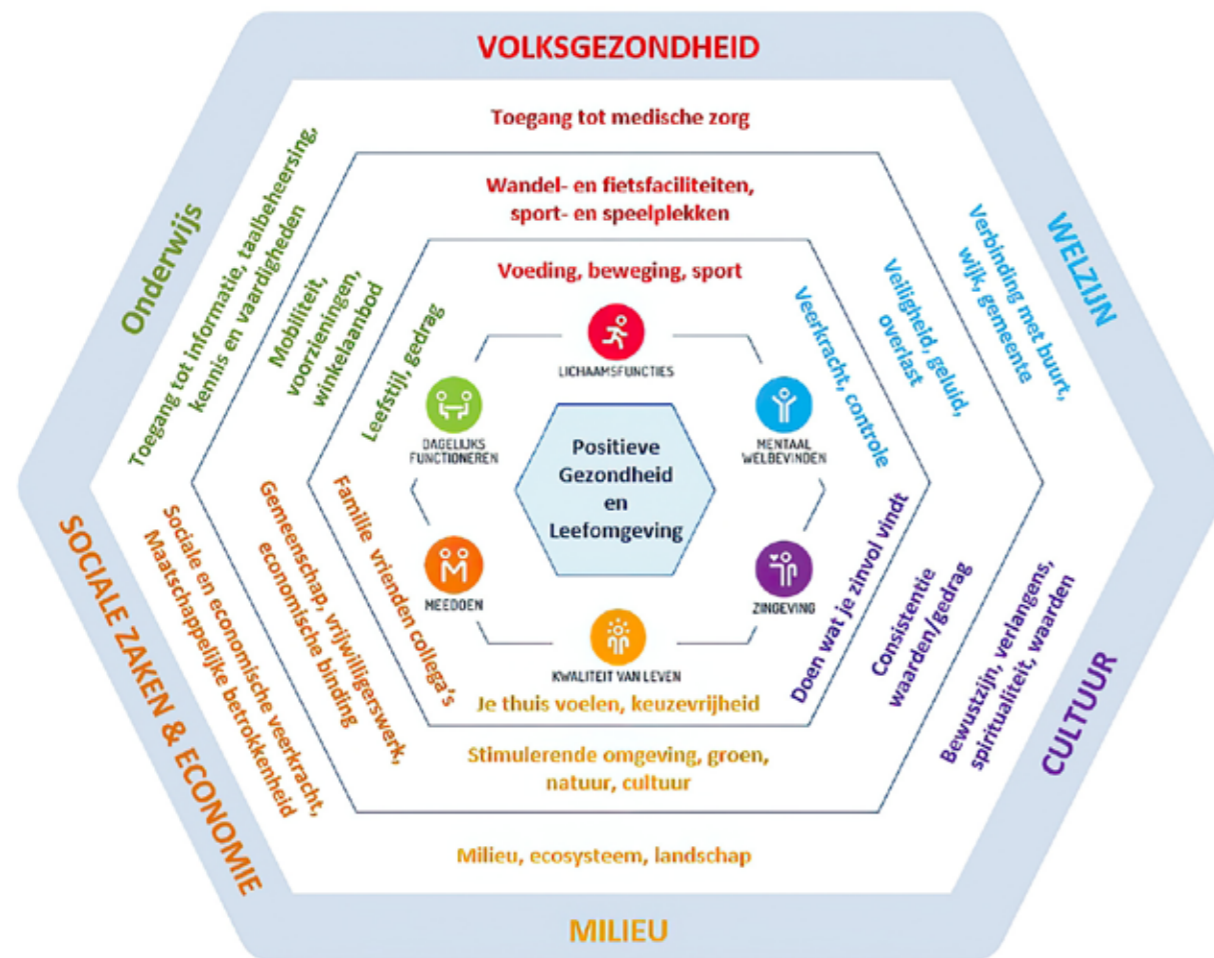 VOLKSGEZONDHEID
Toegang tot medische zorg
Wandel- en fietsfaciliteiten,
sport- en speelplekken
Voeding, beweging, sport
LICHAAMSFUNCTIES
WELZIJN
Verbinding met buurt,
wijk, gemeente
Veiligheid, geluid,
overlast
Veerkracht, controle
MENTAAL
WELBEVINDEN
CULTUUR
Bewustzijn, verlangens,
spiritualiteit, waarden
Consistentie
waarden/gedrag
Doen wat je zinvol vindt
ZINGEVING
MILIEU
Milieu, ecosysteem, landschap
Stimulerende omgeving, groen,
natuur, cultuur
Je thuis voelen, keuzevrijheid
KWALITEIT VAN LEVEN
SOCIALE ZAKEN & ECONOMIE
Sociale en economische veerkracht,
Maatschappelijke betrokkenheid
Gemeenschap, vrijwilligerswerk,
economische binding
Familie vrienden collega's
MEEDOEN
Onderwijs
Toegang tot informatie, taalbeheersing,
kennis en vaardigheden
Mobiliteit,
voorzieningen,
winkelaanbod
Leefstijl, gedrag
DAGELIJKS
FUNCTIONEREN
Positieve
Gezondheid
en
Leefomgeving